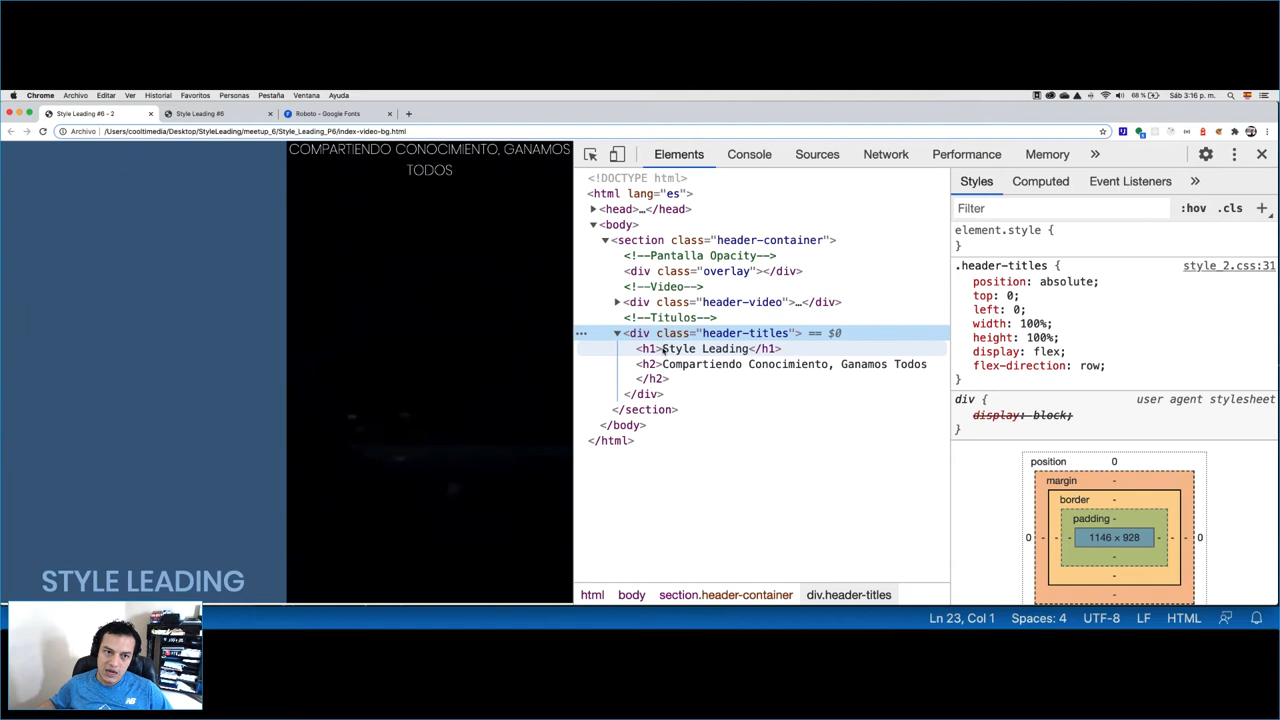 Chrome Archivo Editar Ver Historial Favoritos Personas Pestaña Ventana Ayuda
68 % Sáb 3:16 p. m.
Style Leading #6 - 2 × Style Leading #6 × Roboto - Google Fonts × +
Archivo /Users/cooltimedia/Desktop/StyleLeading/meetup_6/Style_Leading_P6/index-video-bg.html
COMPARTIENDO CONOCIMIENTO, GANAMOS
TODOS
STYLE LEADING
Elements Console Sources Network Performance Memory »
<!DOCTYPE html>
<html lang="es">
<head>…</head>
<body>
<section class="header-container">
<!--Pantalla Opacity-->
<div class="overlay"></div>
<!--Video-->
<div class="header-video">…</div>
<!--Titulos-->
… <div class="header-titles"> == $0
<h1>Style Leading</h1>
<h2>Compartiendo Conocimiento, Ganamos Todos
</h2>
</div>
</section>
</body>
</html>
html body section.header-container div.header-titles
Styles Computed Event Listeners »
Filter :hov .cls +
element.style {
}
.header-titles { style_2.css:31
position: absolute;
top: 0;
left: 0;
width: 100%;
height: 100%;
display: flex;
flex-direction: row;
}
div { user agent stylesheet
display: block;
}
position 0
margin -
border -
padding -
0 - - - 1146 × 928 - - - 0
-
-
Ln 23, Col 1 Spaces: 4 UTF-8 LF HTML